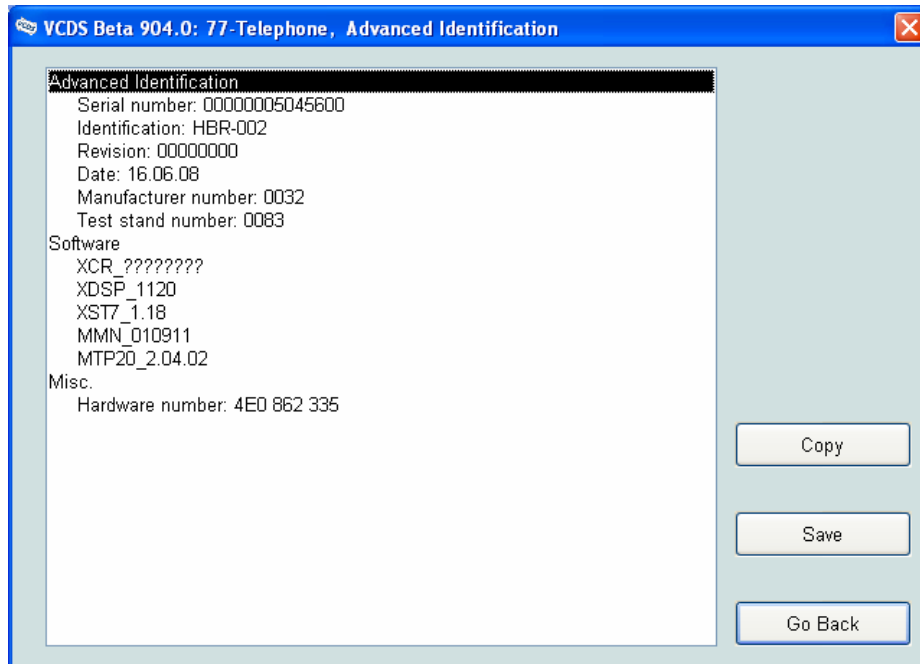 VCDS Beta 904.0: 77-Telephone, Advanced Identification
Advanced Identification
Serial number: 00000005045600
Identification: HBR-002
Revision: 00000000
Date: 16.06.08
Manufacturer number: 0032
Test stand number: 0083
Software
XCR_????????
XDSP_1120
XST7_1.18
MMN_010911
MTP20_2.04.02
Misc.
Hardware number: 4E0 862 335
Copy
Save
Go Back